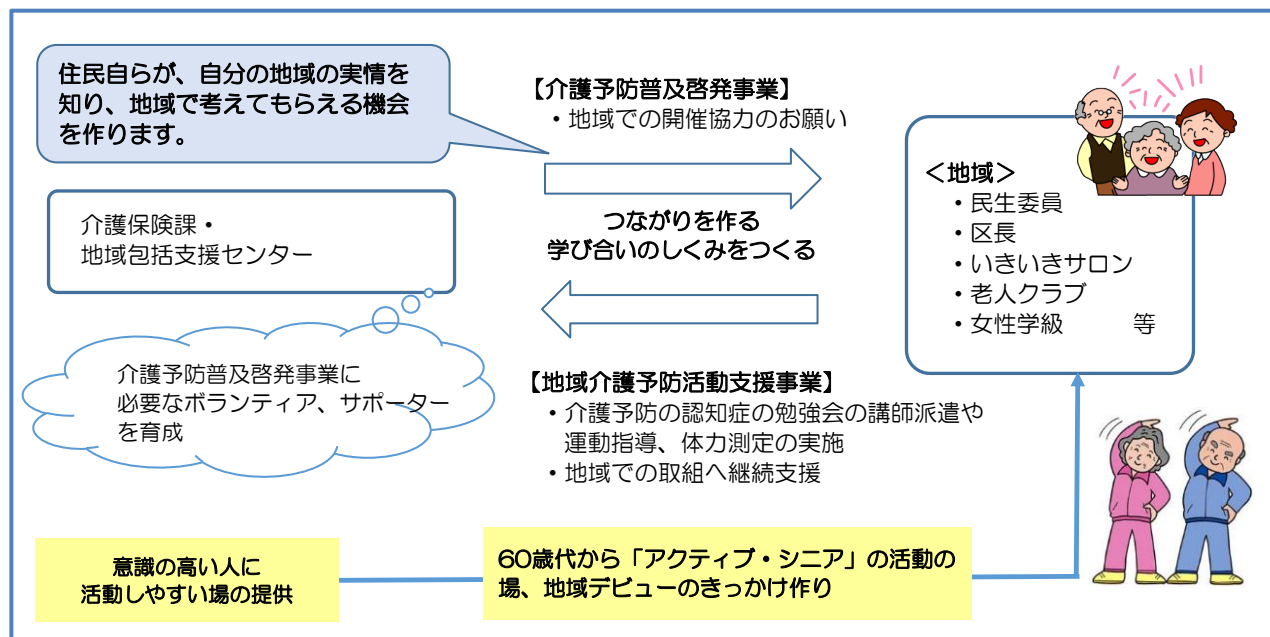 住民自らが、自分の地域の実情を
知り、地域で考えてもらえる機会
を作ります。
介護保険課・
地域包括支援センター
介護予防普及啓発事業に
必要なボランティア、サポーター
を育成
【介護予防普及啓発事業】
・地域での開催協力のお願い
つながりを作る
学び合いのしくみをつくる
【地域介護予防活動支援事業】
・介護予防の認知症の勉強会の講師派遣や
運動指導、体力測定の実施
・地域での取組へ継続支援
<地域>
・民生委員
・区長
・いきいきサロン
・老人クラブ
・女性学級 等
意識の高い人に
活動しやすい場の提供
60歳代から「アクティブ・シニア」の活動の
場、地域デビューのきっかけ作り